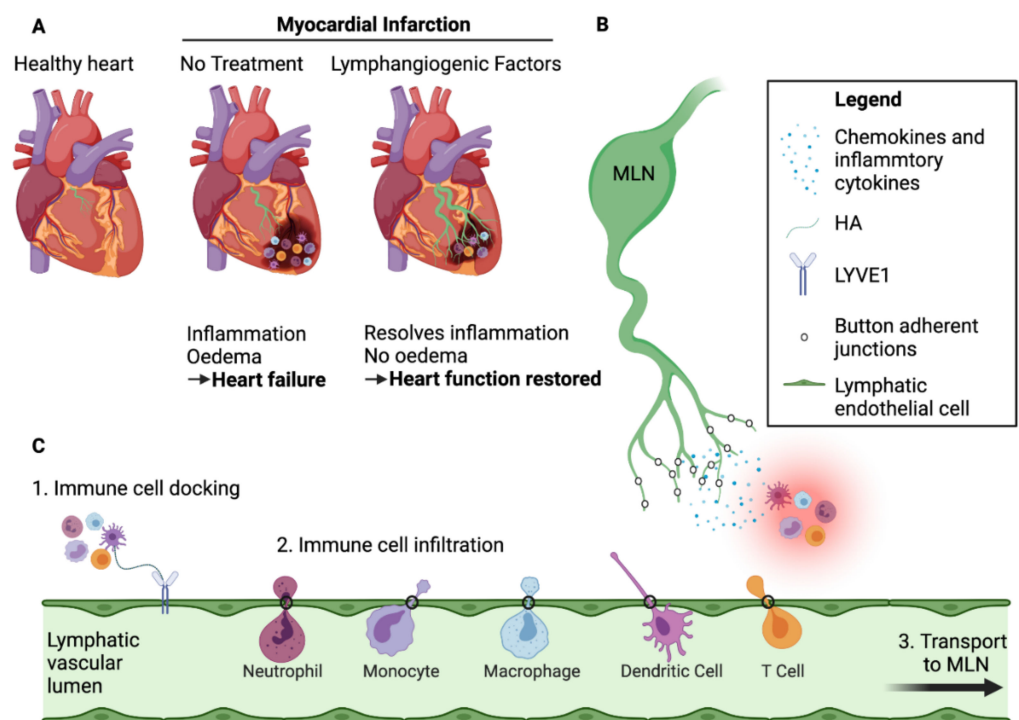 A
Myocardial Infarction
Healthy heart
No Treatment
Lymphangiogenic Factors
Inflammation
Oedema
→Heart failure
Resolves inflammation
No oedema
→Heart function restored
B
MLN
Legend
Chemokines and
inflammtory
cytokines
HA
LYVE1
Button adherent
junctions
Lymphatic
endothelial cell
C
1. Immune cell docking
2. Immune cell infiltration
Lymphatic
vascular
lumen
Neutrophil
Monocyte
Macrophage
Dendritic Cell
T Cell
3. Transport
to MLN